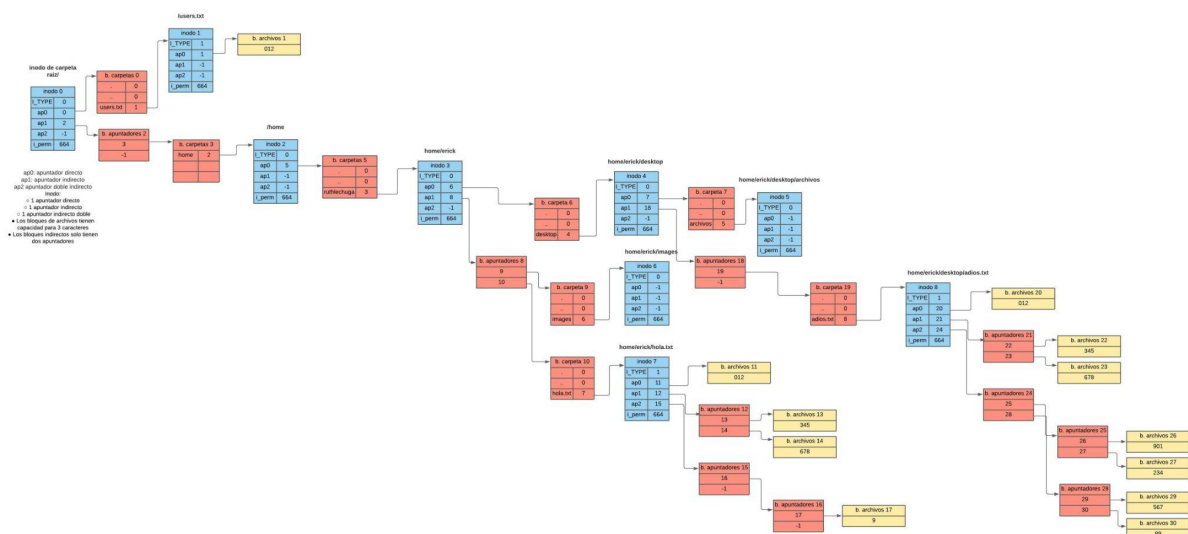 /users.txt
inodo 1
I_TYPE 1
ap0 1
ap1 -1
ap2 -1
i_perm 664
b. archivos 1
012
inodo de carpeta
raiz/
inodo 0
I_TYPE 0
ap0 0
ap1 2
ap2 -1
i_perm 664
b. carpetas 0
. 0
.. 0
users.txt 1
b. apuntadores 2
3
-1
b. carpetas 3
home 2
/home
inodo 2
I_TYPE 0
ap0 5
ap1 -1
ap2 -1
i_perm 664
b. carpetas 5
. 0
.. 0
ruthlechuga 3
ap0: apuntador directo
ap1: apuntador indirecto
ap2 apuntador doble indirecto
Inodo:
○ 1 apuntador directo
○ 1 apuntador indirecto
○ 1 apuntador indirecto doble
● Los bloques de archivos tienen
capacidad para 3 caracteres
● Los bloques indirectos solo tienen
dos apuntadores
home/erick
inodo 3
I_TYPE 0
ap0 6
ap1 8
ap2 -1
i_perm 664
b. carpeta 6
. 0
.. 0
desktop 4
home/erick/desktop
inodo 4
I_TYPE 0
ap0 7
ap1 18
ap2 -1
i_perm 664
b. carpeta 7
. 0
.. 0
archivos 5
home/erick/desktop/archivos
inodo 5
I_TYPE 0
ap0 -1
ap1 -1
ap2 -1
i_perm 664
b. apuntadores 8
9
10
b. carpeta 9
. 0
.. 0
images 6
home/erick/images
inodo 6
I_TYPE 0
ap0 -1
ap1 -1
ap2 -1
i_perm 664
b. apuntadores 18
19
-1
b. carpeta 19
. 0
.. 0
adios.txt 8
home/erick/desktop/adios.txt
inodo 8
I_TYPE 1
ap0 20
ap1 21
ap2 24
i_perm 664
b. archivos 20
012
b. apuntadores 21
22
23
b. archivos 22
345
b. archivos 23
678
b. apuntadores 24
25
28
b. apuntadores 25
26
27
b. archivos 26
901
b. archivos 27
234
b. apuntadores 28
29
30
b. archivos 29
567
b. archivos 30
b. carpeta 10
. 0
.. 0
hola.txt 7
home/erick/hola.txt
inodo 7
I_TYPE 1
ap0 11
ap1 12
ap2 15
i_perm 664
b. archivos 11
012
b. apuntadores 12
13
14
b. archivos 13
345
b. archivos 14
678
b. apuntadores 15
16
-1
b. apuntadores 16
17
-1
b. archivos 17
9